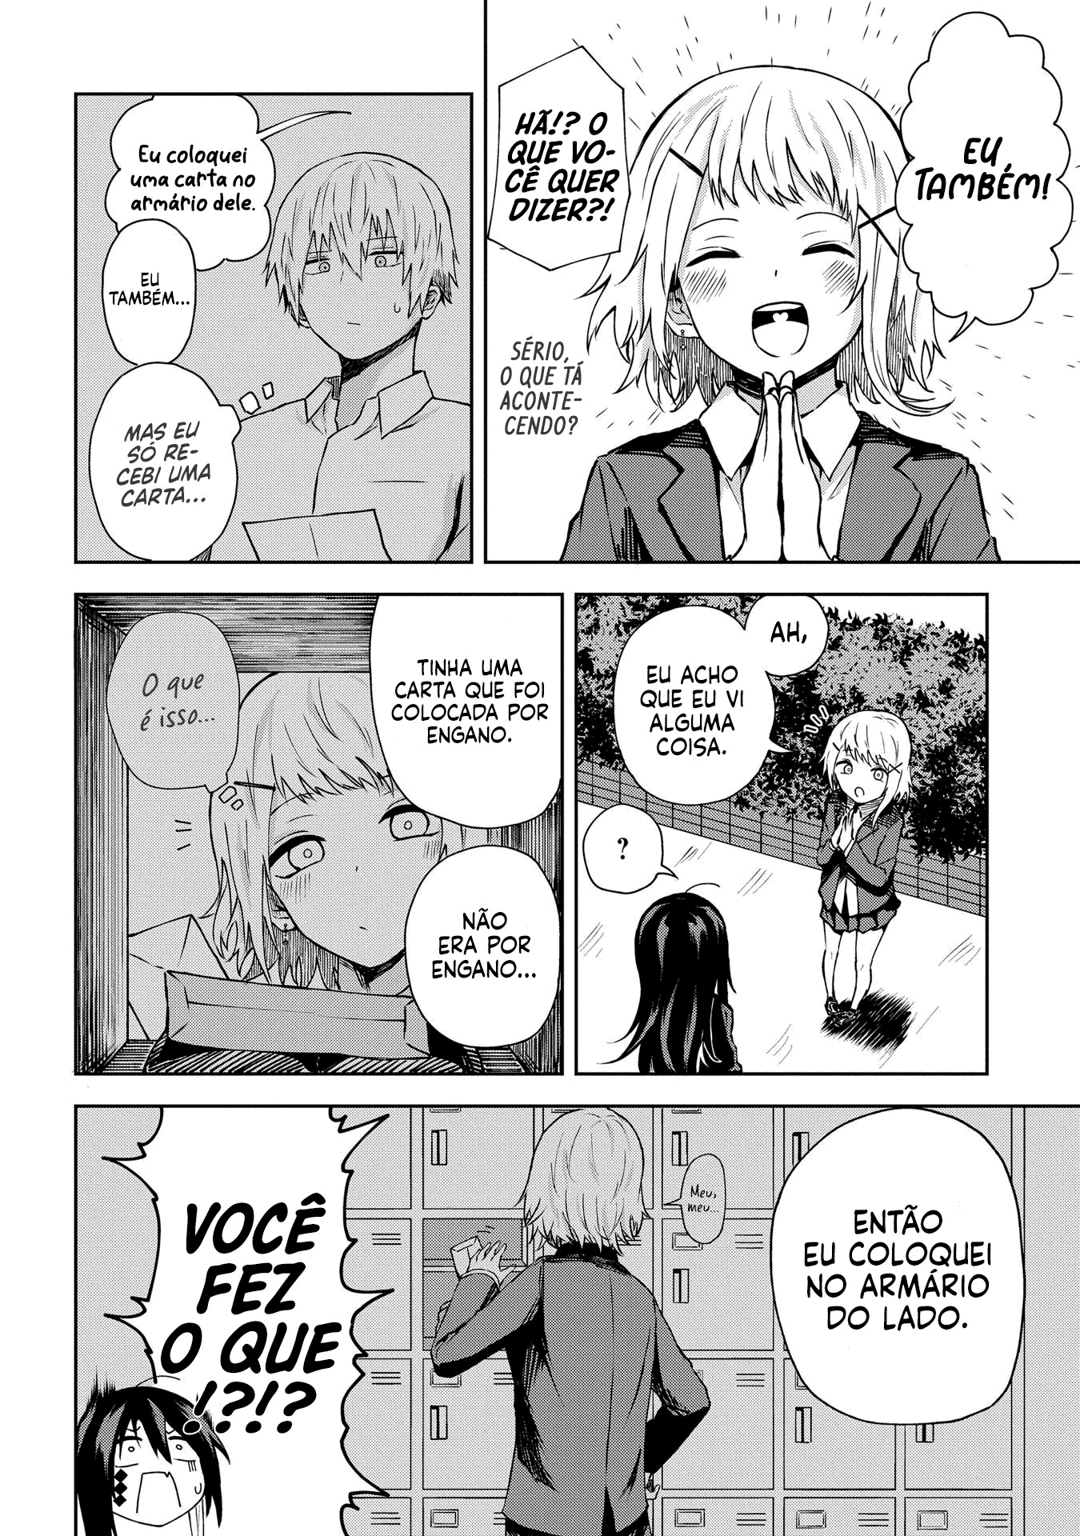 EU
TAMBÉM!
HÃ!? O
QUE VO-
CÊ QUER
DIZER?!
SÉRIO,
O QUE TÁ
ACONTE-
CENDO?
Eu coloquei
uma carta no
armário dele.
EU
TAMBÉM...
MAS EU
SÓ RE-
CEBI UMA
CARTA...
AH,
EU ACHO
QUE EU VI
ALGUMA
COISA.
?
TINHA UMA
CARTA QUE FOI
COLOCADA POR
ENGANO.
O que
é isso...
NÃO
ERA POR
ENGANO...
ENTÃO
EU COLOQUEI
NO ARMÁRIO
DO LADO.
Meu,
meu...
VOCÊ
FEZ
O QUE
!?!?